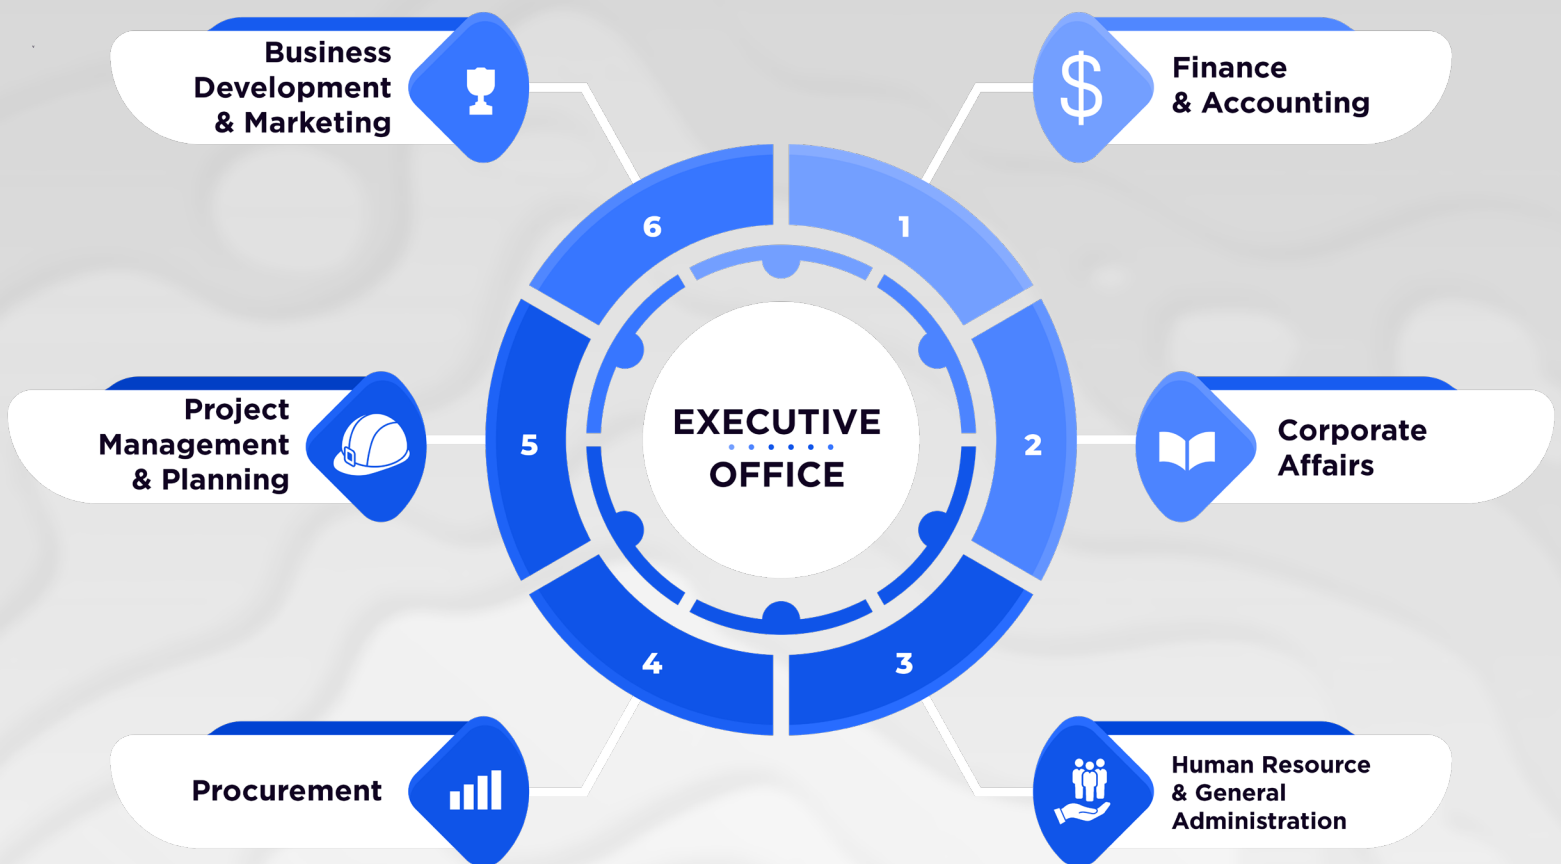 Business
Development
& Marketing
$
Finance
& Accounting
6
1
Project
Management
& Planning
5
EXECUTIVE
OFFICE
2
Corporate
Affairs
4
3
Procurement
Human Resource
& General
Administration